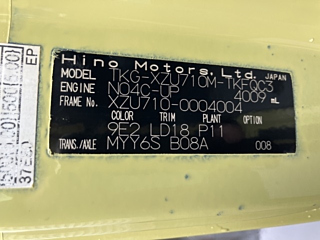 Hino Motors, Ltd. JAPAN
MODEL TKG-XZU710M-TKFQC3
ENGINE N04C-UP 4009 mL
FRAME No. XZU710-0004004
COLOR TRIM PLANT OPTION
9E2 LD18 P11
TRANS./AXLE MYY6S B08A 008
EP